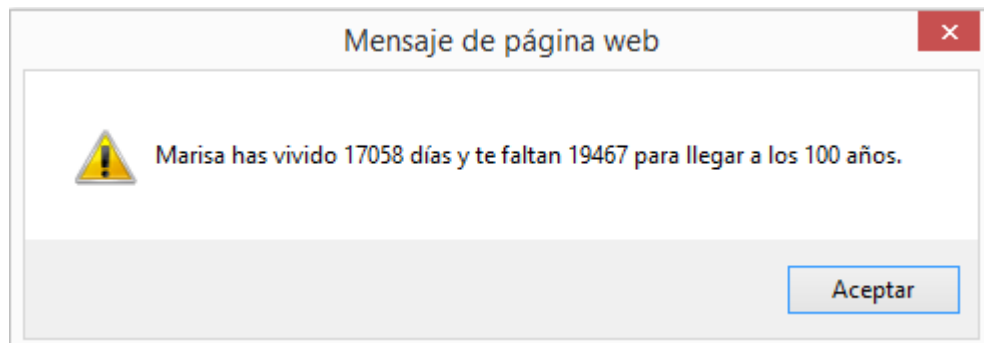 Mensaje de página web
Marisa has vivido 17058 días y te faltan 19467 para llegar a los 100 años.
Aceptar